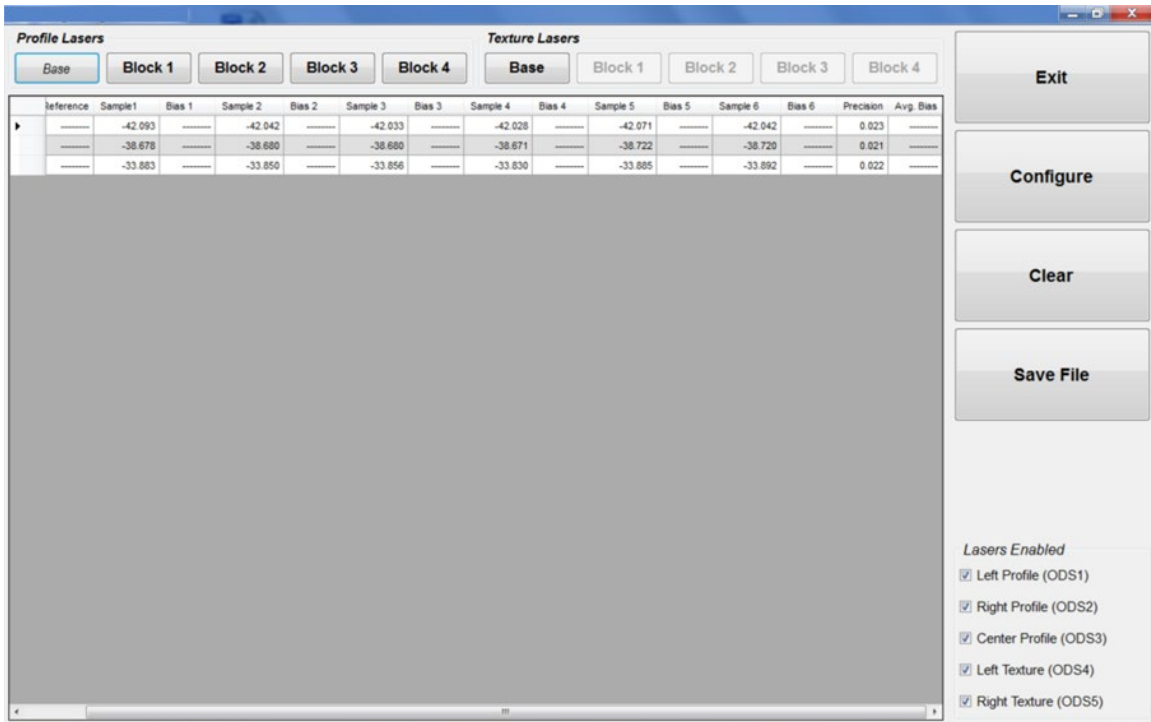 Profile Lasers Texture Lasers
Base Block 1 Block 2 Block 3 Block 4 Base Block 1 Block 2 Block 3 Block 4
Exit
Reference Sample1 Bias 1 Sample 2 Bias 2 Sample 3 Bias 3 Sample 4 Bias 4 Sample 5 Bias 5 Sample 6 Bias 6 Precision Avg. Bias
-------- -42.093 -------- -42.042 -------- -42.033 -------- -42.028 -------- -42.071 -------- -42.042 -------- 0.023 --------
-------- -38.678 -------- -38.680 -------- -38.680 -------- -38.671 -------- -38.722 -------- -38.720 -------- 0.021 --------
-------- -33.883 -------- -33.850 -------- -33.856 -------- -33.830 -------- -33.885 -------- -33.892 -------- 0.022 --------
Configure
Clear
Save File
Lasers Enabled
Left Profile (ODS1)
Right Profile (ODS2)
Center Profile (ODS3)
Left Texture (ODS4)
Right Texture (ODS5)